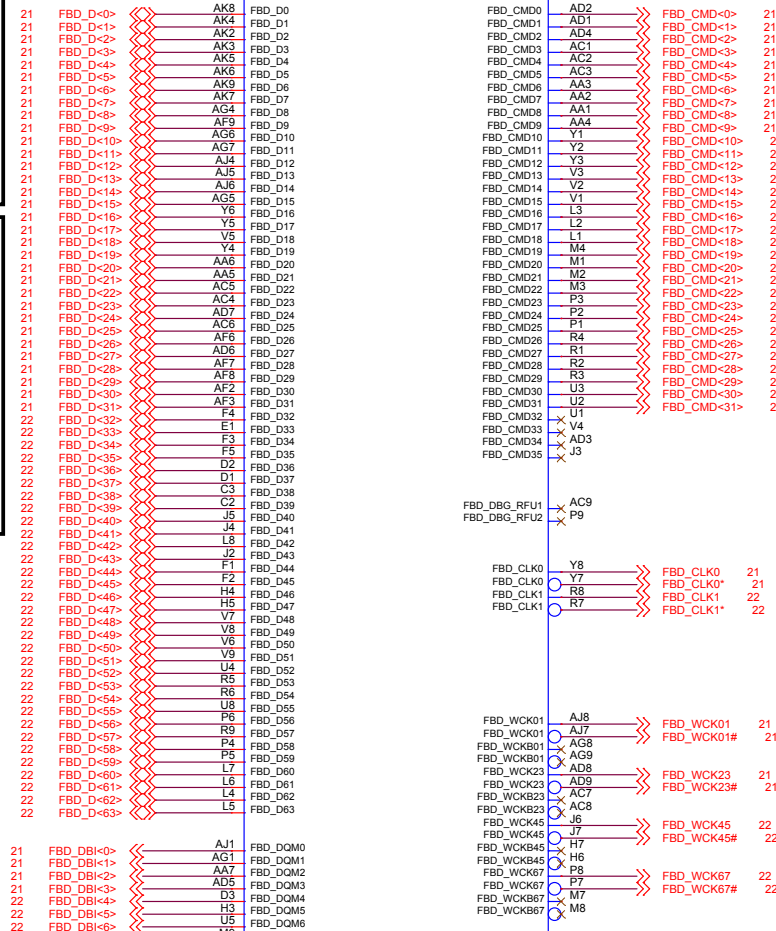 21 FBD_D<0> AK8 FBD_D0
21 FBD_D<1> AK4 FBD_D1
21 FBD_D<2> AK2 FBD_D2
21 FBD_D<3> AK3 FBD_D3
21 FBD_D<4> AK5 FBD_D4
21 FBD_D<5> AK6 FBD_D5
21 FBD_D<6> AK9 FBD_D6
21 FBD_D<7> AK7 FBD_D7
21 FBD_D<8> AG4 FBD_D8
21 FBD_D<9> AF9 FBD_D9
21 FBD_D<10> AG6 FBD_D10
21 FBD_D<11> AG7 FBD_D11
21 FBD_D<12> AJ4 FBD_D12
21 FBD_D<13> AJ5 FBD_D13
21 FBD_D<14> AJ6 FBD_D14
21 FBD_D<15> AG5 FBD_D15
21 FBD_D<16> Y6 FBD_D16
21 FBD_D<17> Y5 FBD_D17
21 FBD_D<18> V5 FBD_D18
21 FBD_D<19> Y4 FBD_D19
21 FBD_D<20> AA6 FBD_D20
21 FBD_D<21> AA5 FBD_D21
21 FBD_D<22> AC5 FBD_D22
21 FBD_D<23> AC4 FBD_D23
21 FBD_D<24> AD7 FBD_D24
21 FBD_D<25> AC6 FBD_D25
21 FBD_D<26> AF6 FBD_D26
21 FBD_D<27> AD6 FBD_D27
21 FBD_D<28> AF7 FBD_D28
21 FBD_D<29> AF8 FBD_D29
21 FBD_D<30> AF2 FBD_D30
21 FBD_D<31> AF3 FBD_D31
22 FBD_D<32> F4 FBD_D32
22 FBD_D<33> E1 FBD_D33
22 FBD_D<34> F3 FBD_D34
22 FBD_D<35> F5 FBD_D35
22 FBD_D<36> D2 FBD_D36
22 FBD_D<37> D1 FBD_D37
22 FBD_D<38> C3 FBD_D38
22 FBD_D<39> C2 FBD_D39
22 FBD_D<40> J5 FBD_D40
22 FBD_D<41> J4 FBD_D41
22 FBD_D<42> L8 FBD_D42
22 FBD_D<43> J2 FBD_D43
22 FBD_D<44> F1 FBD_D44
22 FBD_D<45> F2 FBD_D45
22 FBD_D<46> H4 FBD_D46
22 FBD_D<47> H5 FBD_D47
22 FBD_D<48> V7 FBD_D48
22 FBD_D<49> V8 FBD_D49
22 FBD_D<50> V6 FBD_D50
22 FBD_D<51> V9 FBD_D51
22 FBD_D<52> U4 FBD_D52
22 FBD_D<53> R5 FBD_D53
22 FBD_D<54> R6 FBD_D54
22 FBD_D<55> U8 FBD_D55
22 FBD_D<56> P6 FBD_D56
22 FBD_D<57> R9 FBD_D57
22 FBD_D<58> P4 FBD_D58
22 FBD_D<59> P5 FBD_D59
22 FBD_D<60> L7 FBD_D60
22 FBD_D<61> L6 FBD_D61
22 FBD_D<62> L4 FBD_D62
22 FBD_D<63> L5 FBD_D63
21 FBD_DBI<0> AJ1 FBD_DQM0
21 FBD_DBI<1> AG1 FBD_DQM1
21 FBD_DBI<2> AA7 FBD_DQM2
21 FBD_DBI<3> AD5 FBD_DQM3
22 FBD_DBI<4> D3 FBD_DQM4
22 FBD_DBI<5> H3 FBD_DQM5
22 FBD_DBI<6> U5 FBD_DQM6
FBD_CMD0 AD2 FBD_CMD<0> 21
FBD_CMD1 AD1 FBD_CMD<1> 21
FBD_CMD2 AD4 FBD_CMD<2> 21
FBD_CMD3 AC1 FBD_CMD<3> 21
FBD_CMD4 AC2 FBD_CMD<4> 21
FBD_CMD5 AC3 FBD_CMD<5> 21
FBD_CMD6 AA3 FBD_CMD<6> 21
FBD_CMD7 AA2 FBD_CMD<7> 21
FBD_CMD8 AA1 FBD_CMD<8> 21
FBD_CMD9 AA4 FBD_CMD<9> 21
FBD_CMD10 Y1 FBD_CMD<10> 2
FBD_CMD11 Y2 FBD_CMD<11> 2
FBD_CMD12 Y3 FBD_CMD<12> 2
FBD_CMD13 V3 FBD_CMD<13> 2
FBD_CMD14 V2 FBD_CMD<14> 2
FBD_CMD15 V1 FBD_CMD<15> 2
FBD_CMD16 L3 FBD_CMD<16> 2
FBD_CMD17 L2 FBD_CMD<17> 2
FBD_CMD18 L1 FBD_CMD<18> 2
FBD_CMD19 M4 FBD_CMD<19> 2
FBD_CMD20 M1 FBD_CMD<20> 2
FBD_CMD21 M2 FBD_CMD<21> 2
FBD_CMD22 M3 FBD_CMD<22> 2
FBD_CMD23 P3 FBD_CMD<23> 2
FBD_CMD24 P2 FBD_CMD<24> 2
FBD_CMD25 P1 FBD_CMD<25> 2
FBD_CMD26 R4 FBD_CMD<26> 2
FBD_CMD27 R1 FBD_CMD<27> 2
FBD_CMD28 R2 FBD_CMD<28> 2
FBD_CMD29 R3 FBD_CMD<29> 2
FBD_CMD30 U3 FBD_CMD<30> 2
FBD_CMD31 U2 FBD_CMD<31> 2
FBD_CMD32 U1
FBD_CMD33 V4
FBD_CMD34 AD3
FBD_CMD35 J3
FBD_DBG_RFU1 AC9
FBD_DBG_RFU2 P9
FBD_CLK0 Y8 FBD_CLK0 21
FBD_CLK0 Y7 FBD_CLK0* 21
FBD_CLK1 R8 FBD_CLK1 22
FBD_CLK1 R7 FBD_CLK1* 22
FBD_WCK01 AJ8 FBD_WCK01 21
FBD_WCK01 AJ7 FBD_WCK01# 21
FBD_WCKB01 AG8
FBD_WCKB01 AG9
FBD_WCK23 AD8 FBD_WCK23 21
FBD_WCK23 AD9 FBD_WCK23# 21
FBD_WCKB23 AC7
FBD_WCKB23 AC8
FBD_WCK45 J6 FBD_WCK45 22
FBD_WCK45 J7 FBD_WCK45# 22
FBD_WCKB45 H7
FBD_WCKB45 H6
FBD_WCK67 P8 FBD_WCK67 22
FBD_WCK67 P7 FBD_WCK67# 22
FBD_WCKB67 M7
FBD_WCKB67 M8